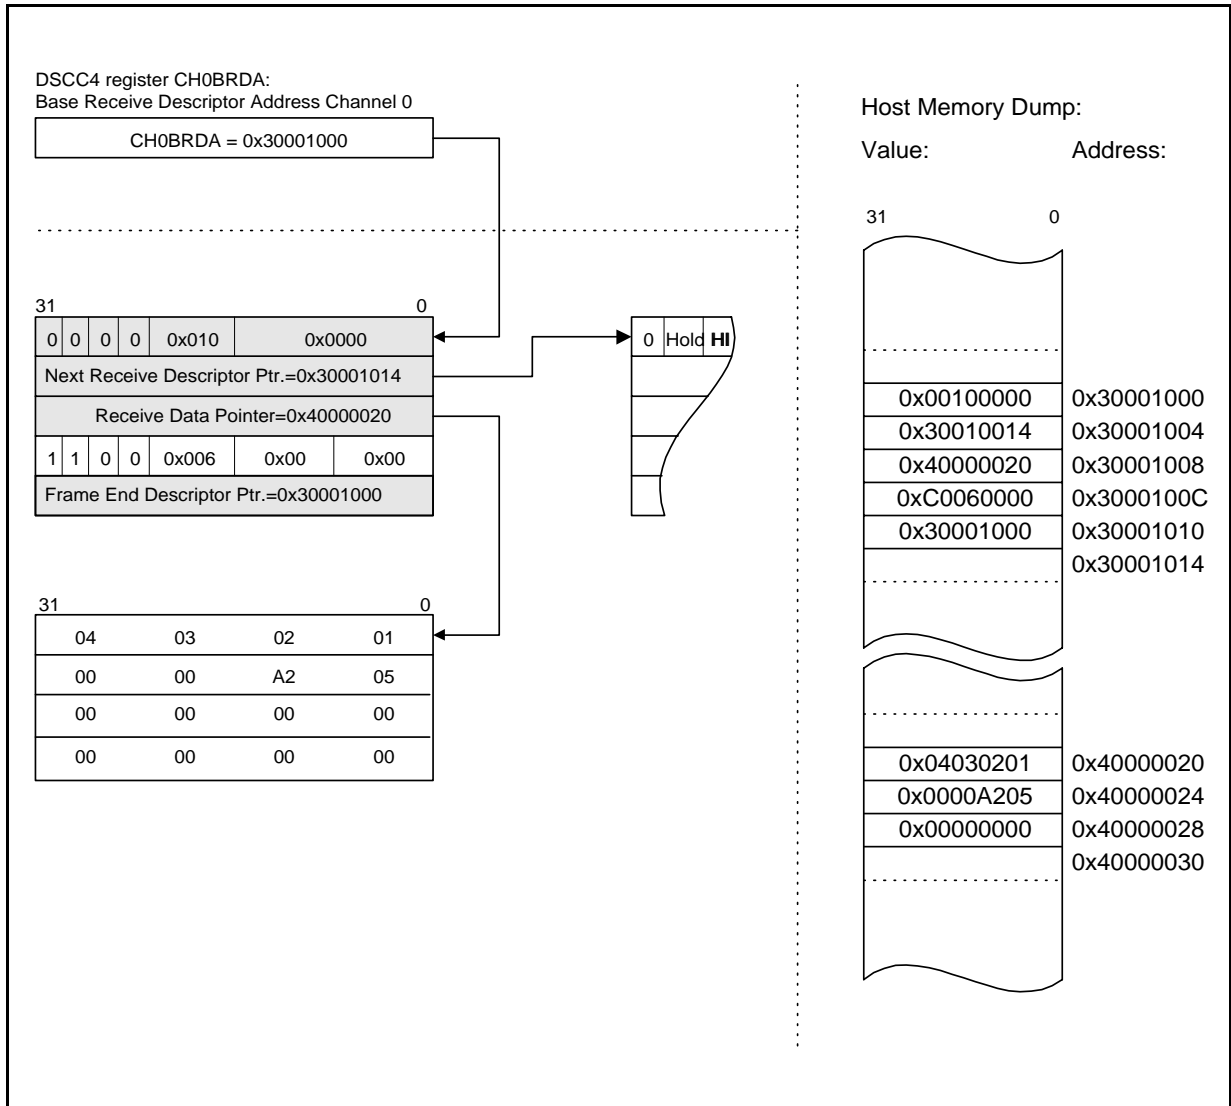 DSCC4 register CH0BRDA:
Base Receive Descriptor Address Channel 0
CH0BRDA = 0x30001000
31 0
0 0 0 0 0x010 0x0000
Next Receive Descriptor Ptr.=0x30001014
Receive Data Pointer=0x40000020
1 1 0 0 0x006 0x00 0x00
Frame End Descriptor Ptr.=0x30001000
0 Hold HI
31 0
04 03 02 01
00 00 A2 05
00 00 00 00
00 00 00 00
Host Memory Dump:
Value: Address:
31 0
0x00100000 0x30001000
0x30010014 0x30001004
0x40000020 0x30001008
0xC0060000 0x3000100C
0x30001000 0x30001010
0x30001014
0x04030201 0x40000020
0x0000A205 0x40000024
0x00000000 0x40000028
0x40000030